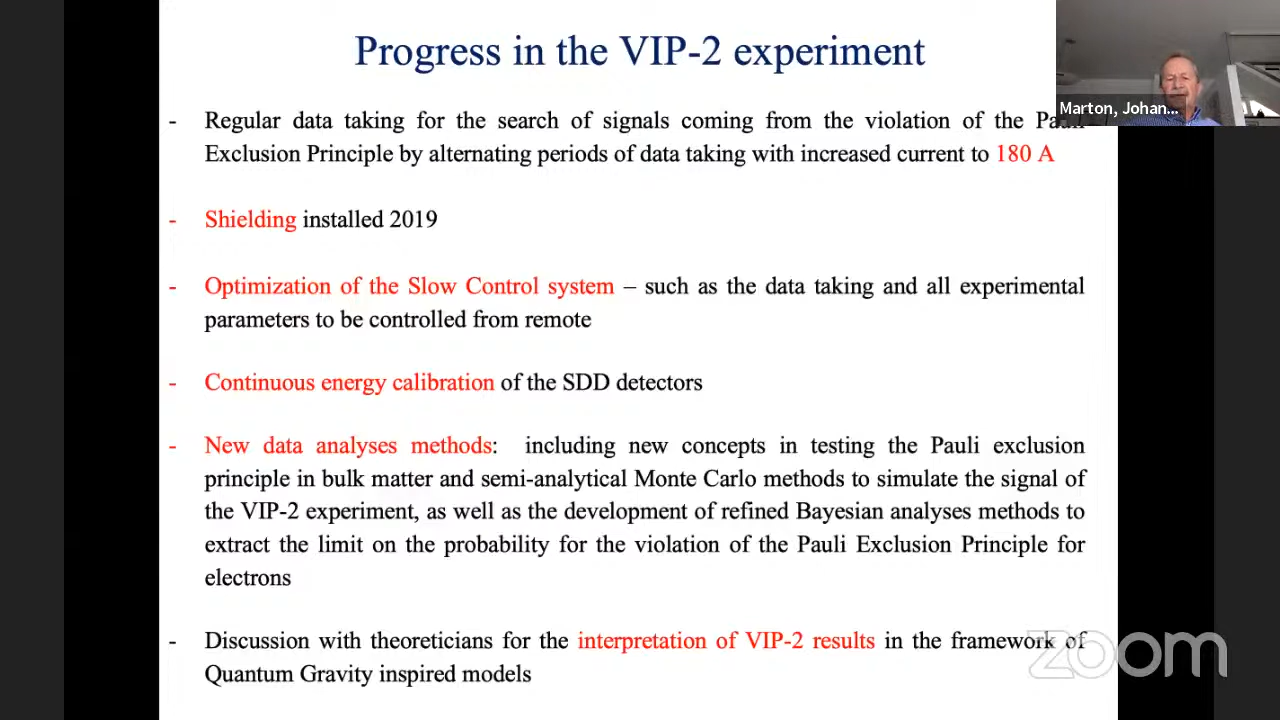 Progress in the VIP-2 experiment
Marton, Johan...
- Regular data taking for the search of signals coming from the violation of the Pauli
Exclusion Principle by alternating periods of data taking with increased current to 180 A
- Shielding installed 2019
- Optimization of the Slow Control system – such as the data taking and all experimental
parameters to be controlled from remote
- Continuous energy calibration of the SDD detectors
- New data analyses methods: including new concepts in testing the Pauli exclusion
principle in bulk matter and semi-analytical Monte Carlo methods to simulate the signal of
the VIP-2 experiment, as well as the development of refined Bayesian analyses methods to
extract the limit on the probability for the violation of the Pauli Exclusion Principle for
electrons
- Discussion with theoreticians for the interpretation of VIP-2 results in the framework of
Quantum Gravity inspired models
zoom